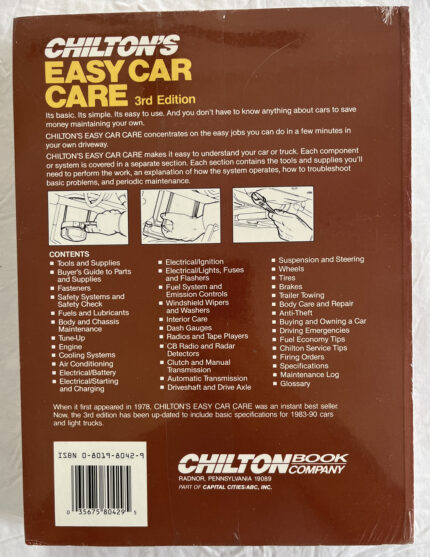 CHILTON'S
EASY CAR
CARE 3rd Edition
Its basic. Its simple. Its easy to use. And you don't have to know anything about cars to save
money maintaining your own.
CHILTON'S EASY CAR CARE concentrates on the easy jobs you can do in a few minutes in
your own driveway.
CHILTON'S EASY CAR CARE makes it easy to understand your car or truck. Each component
or system is covered in a separate section. Each section contains the tools and supplies you'll
need to perform the work, an explanation of how the system operates, how to troubleshoot
basic problems, and periodic maintenance.
CONTENTS
■ Tools and Supplies
■ Buyer's Guide to Parts
and Supplies
■ Fasteners
■ Safety Systems and
Safety Check
■ Fuels and Lubricants
■ Body and Chassis
Maintenance
■ Tune-Up
■ Engine
■ Cooling Systems
■ Air Conditioning
■ Electrical/Battery
■ Electrical/Starting
and Charging
■ Electrical/Ignition
■ Electrical/Lights, Fuses
and Flashers
■ Fuel System and
Emission Controls
■ Windshield Wipers
and Washers
■ Interior Care
■ Dash Gauges
■ Radios and Tape Players
■ CB Radio and Radar
Detectors
■ Clutch and Manual
Transmission
■ Automatic Transmission
■ Driveshaft and Drive Axle
■ Suspension and Steering
■ Wheels
■ Tires
■ Brakes
■ Trailer Towing
■ Body Care and Repair
■ Anti-Theft
■ Buying and Owning a Car
■ Driving Emergencies
■ Fuel Economy Tips
■ Chilton Service Tips
■ Firing Orders
■ Specifications
■ Maintenance Log
■ Glossary
When it first appeared in 1978, CHILTON'S EASY CAR CARE was an instant best seller.
Now, the 3rd edition has been up-dated to include basic specifications for 1983-90 cars
and light trucks.
ISBN 0-8019-8042-9
0 35675 80429 5
CHILTON BOOK
COMPANY
RADNOR, PENNSYLVANIA 19089
PART OF CAPITAL CITIES/ABC, INC.